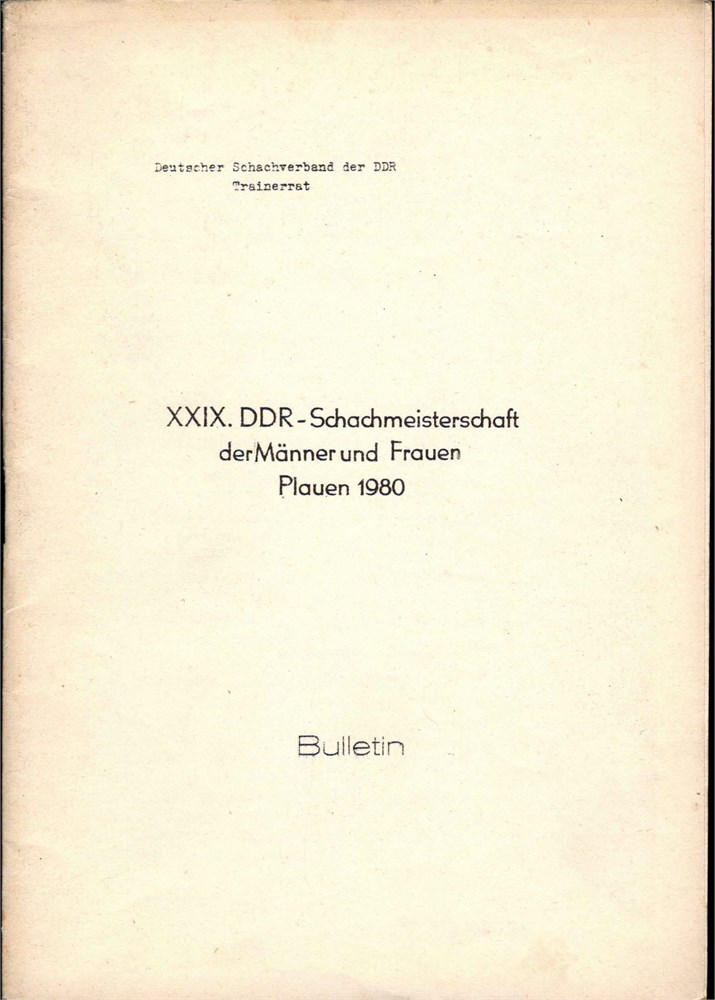 Deutscher Schachverband der DDR
Trainerrat
XXIX. DDR-Schachmeisterschaft
der Männer und Frauen
Plauen 1980
Bulletin